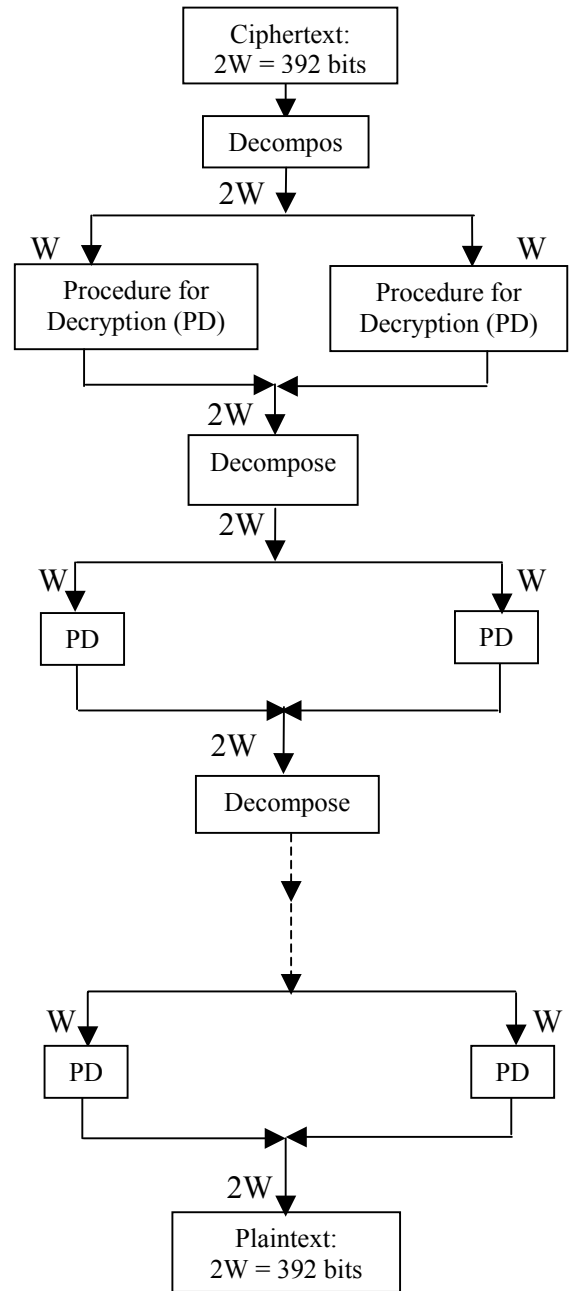 Ciphertext:
2W = 392 bits
Decompos
2W
W
W
Procedure for
Decryption (PD)
Procedure for
Decryption (PD)
2W
Decompose
2W
W
W
PD
PD
2W
Decompose
W
W
PD
PD
2W
Plaintext:
2W = 392 bits